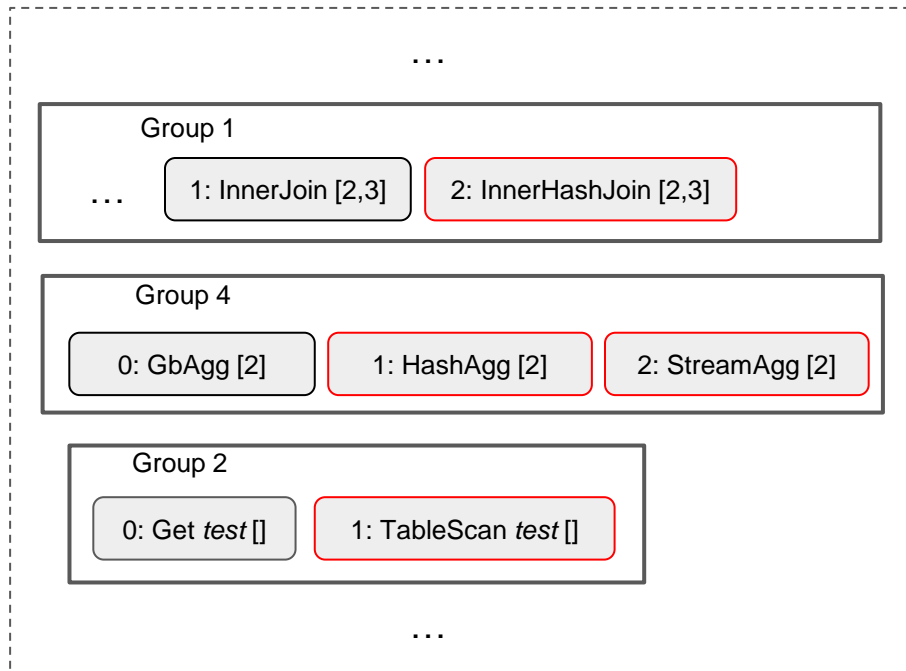 ...
Group 1
... 1: InnerJoin [2,3] 2: InnerHashJoin [2,3]
Group 4
0: GbAgg [2] 1: HashAgg [2] 2: StreamAgg [2]
Group 2
0: Get test [] 1: TableScan test []
...